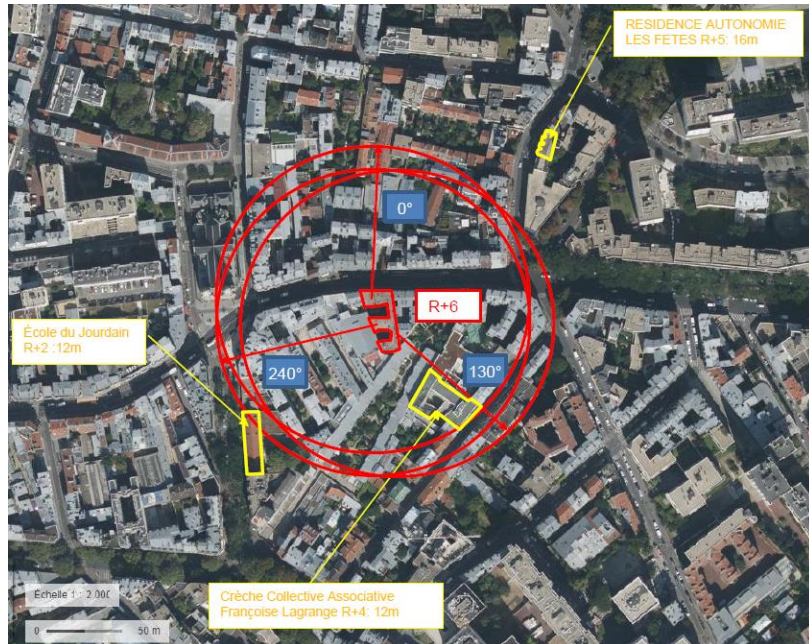 RESIDENCE AUTONOMIE
LES FETES R+5: 16m
0°
R+6
École du Jourdain
R+2 :12m
240°
130°
Crèche Collective Associative
Françoise Lagrange R+4: 12m
Échelle 1 : 2 000
0
50 m